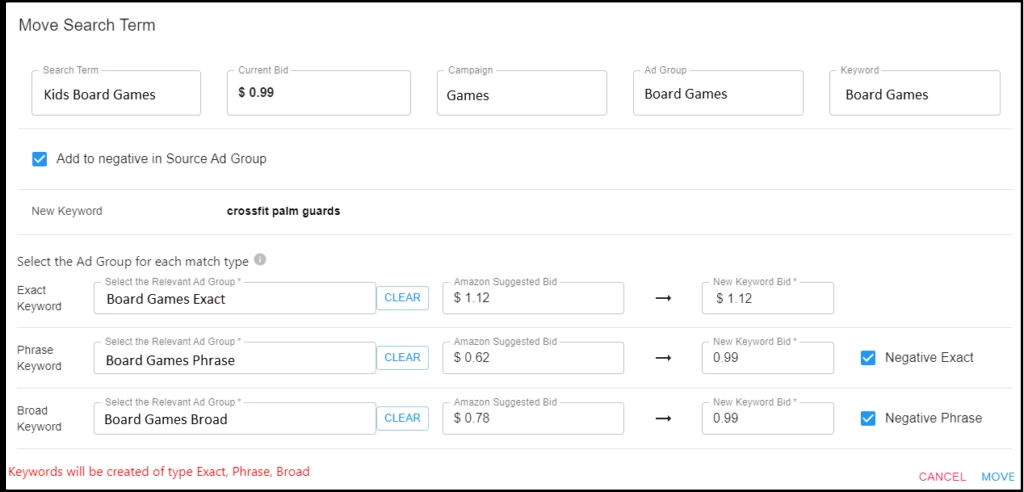 Move Search Term
Search Term
Kids Board Games
Current Bid
$ 0.99
Campaign
Games
Ad Group
Board Games
Keyword
Board Games
Add to negative in Source Ad Group
New Keyword
crossfit palm guards
Select the Ad Group for each match type
Exact
Keyword
Select the Relevant Ad Group *
Board Games Exact
CLEAR
Amazon Suggested Bid
$ 1.12
→
New Keyword Bid *
$ 1.12
Phrase
Keyword
Select the Relevant Ad Group *
Board Games Phrase
CLEAR
Amazon Suggested Bid
$ 0.62
→
New Keyword Bid *
0.99
Negative Exact
Broad
Keyword
Select the Relevant Ad Group *
Board Games Broad
CLEAR
Amazon Suggested Bid
$ 0.78
→
New Keyword Bid *
0.99
Negative Phrase
Keywords will be created of type Exact, Phrase, Broad
CANCEL
MOVE